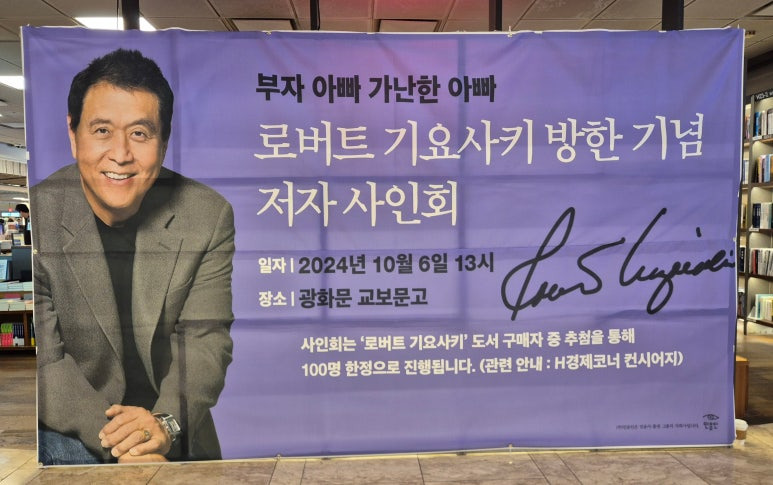 부자 아빠 가난한 아빠
로버트 기요사키 방한 기념
저자 사인회
일자 | 2024년 10월 6일 13시
장소 | 광화문 교보문고
사인회는 '로버트 기요사키' 도서 구매자 중 추첨을 통해
100명 한정으로 진행됩니다. (관련 안내 : H경제코너 컨시어지)
민음인